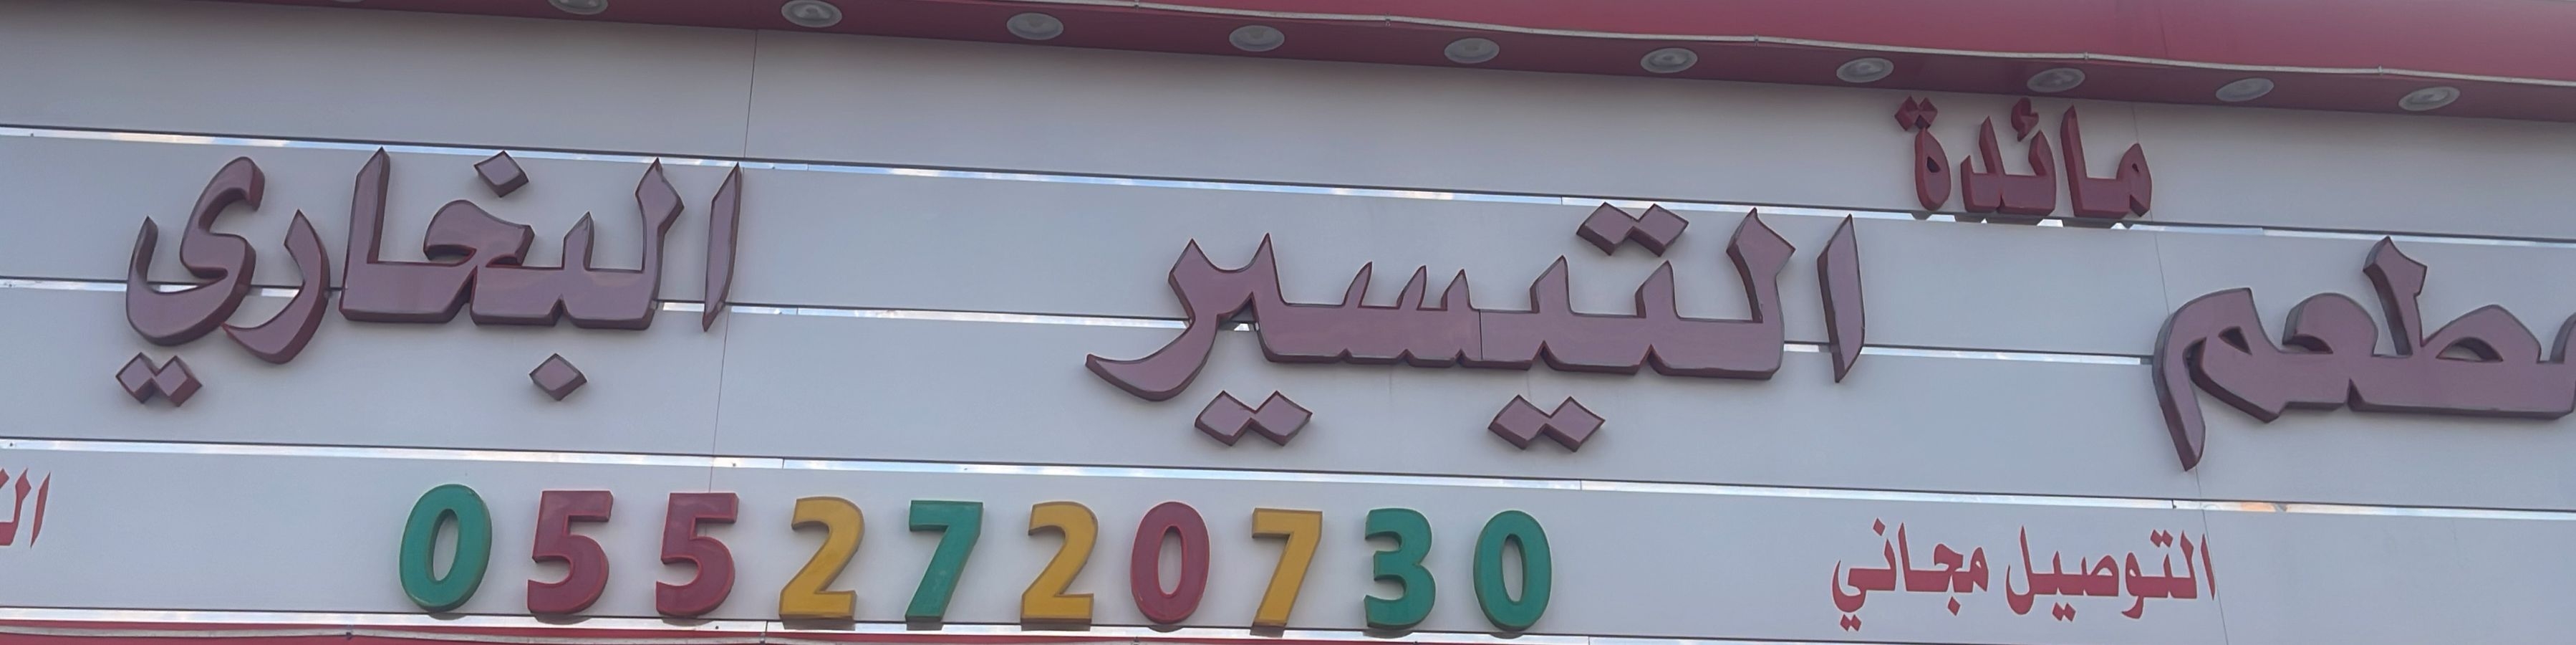 مائدة
مطعم التيسير البخاري
التوصيل مجاني 0552720730